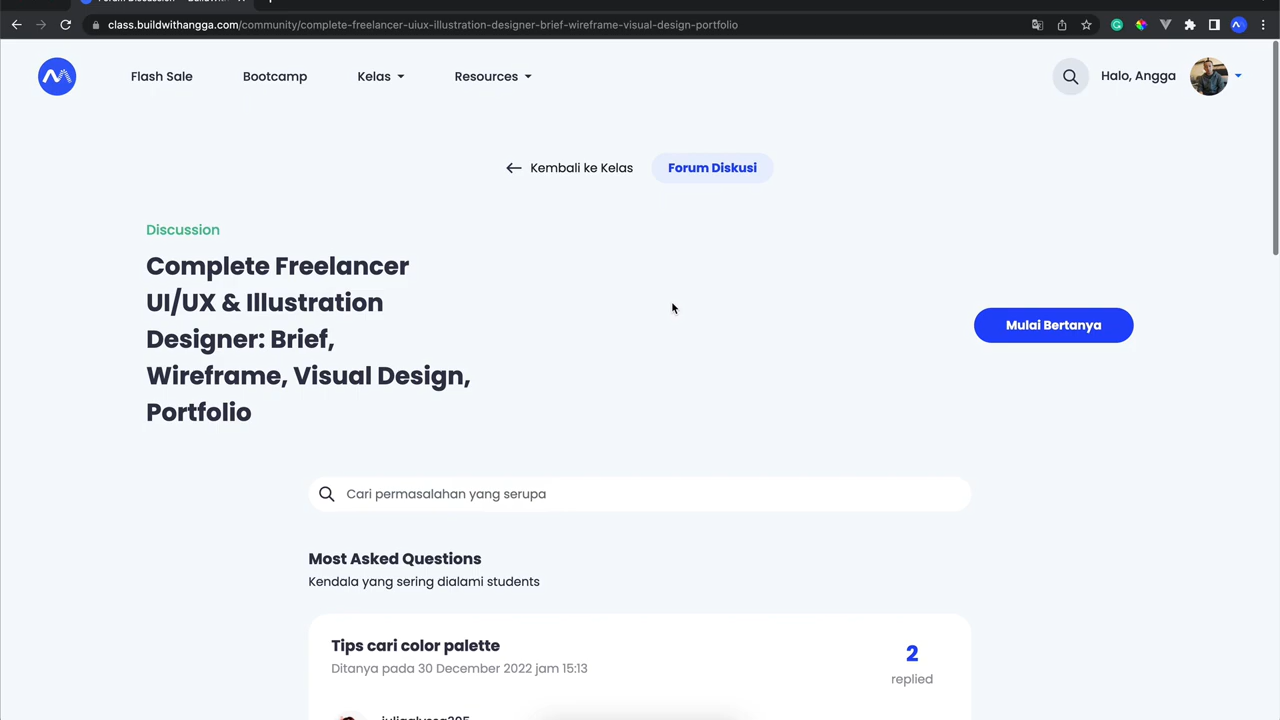 class.buildwithangga.com/community/complete-freelancer-uiux-illustration-designer-brief-wireframe-visual-design-portfolio
Flash Sale
Bootcamp
Kelas
Resources
Halo, Angga
Kembali ke Kelas
Forum Diskusi
Discussion
Complete Freelancer
UI/UX & Illustration
Designer: Brief,
Wireframe, Visual Design,
Portfolio
Mulai Bertanya
Cari permasalahan yang serupa
Most Asked Questions
Kendala yang sering dialami students
Tips cari color palette
Ditanya pada 30 December 2022 jam 15:13
2
replied